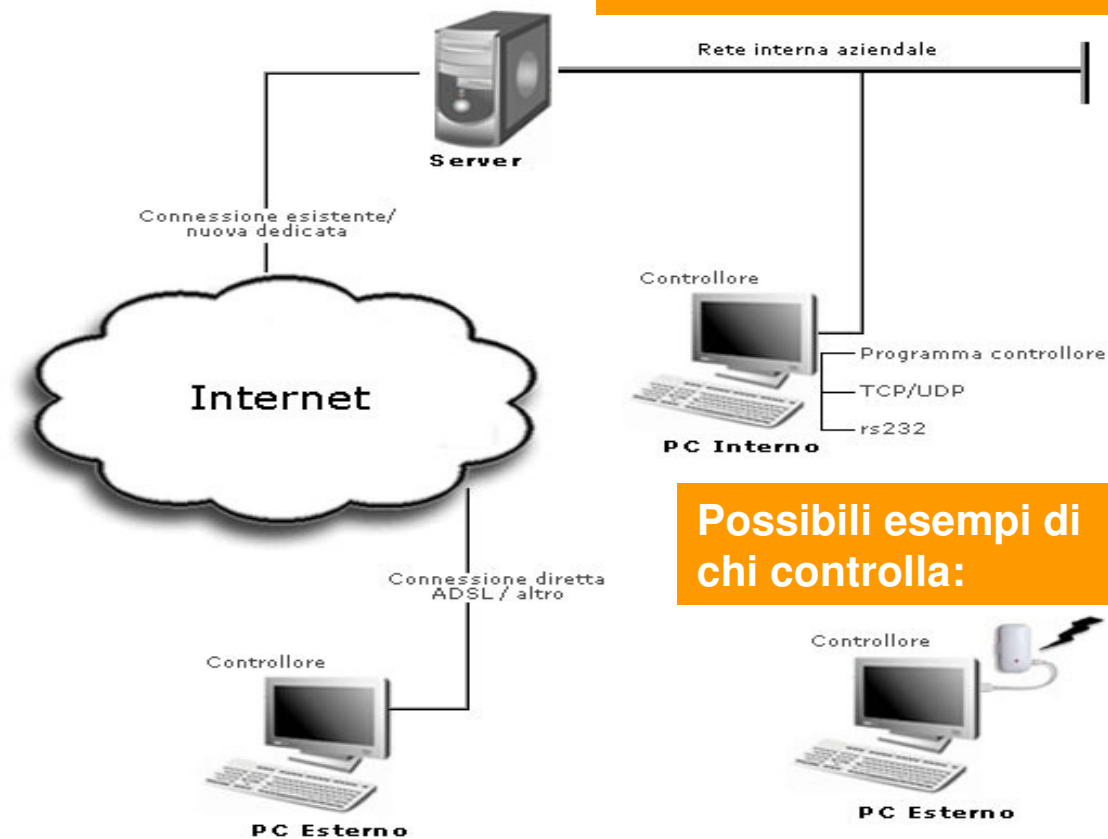 Rete interna aziendale
Server
Connessione esistente/
nuova dedicata
Controllore
Internet
Programma controllore
TCP/UDP
rs232
PC Interno
Possibili esempi di
chi controlla:
Connessione diretta
ADSL / altro
Controllore
PC Esterno
Controllore
PC Esterno